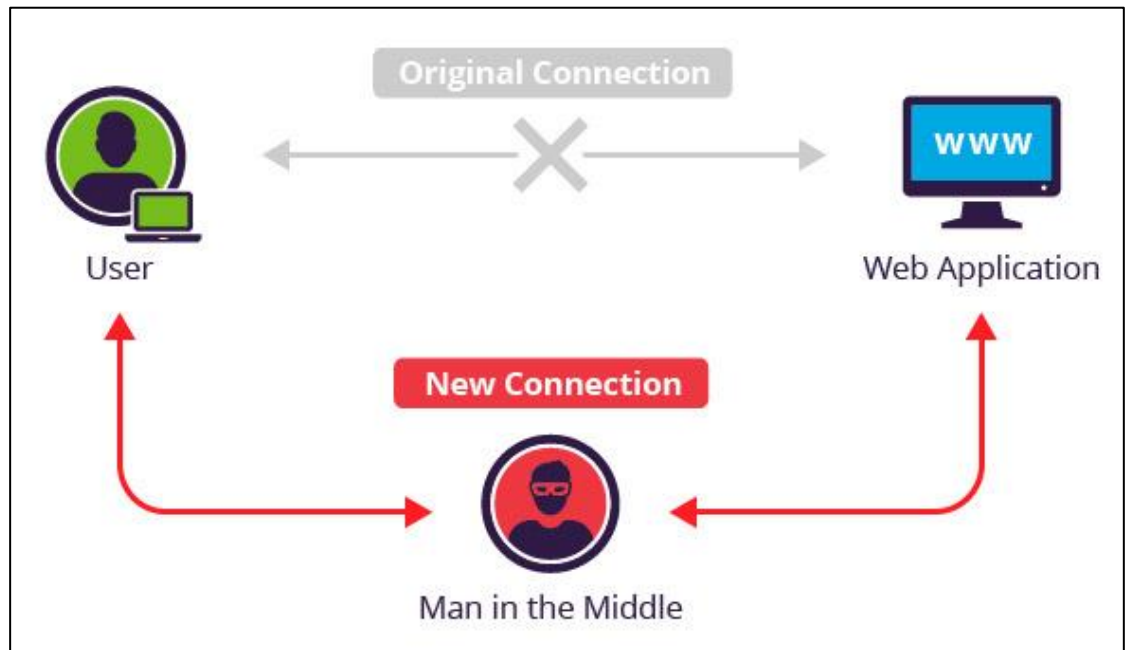 Original Connection
www
User
Web Application
New Connection
Man in the Middle